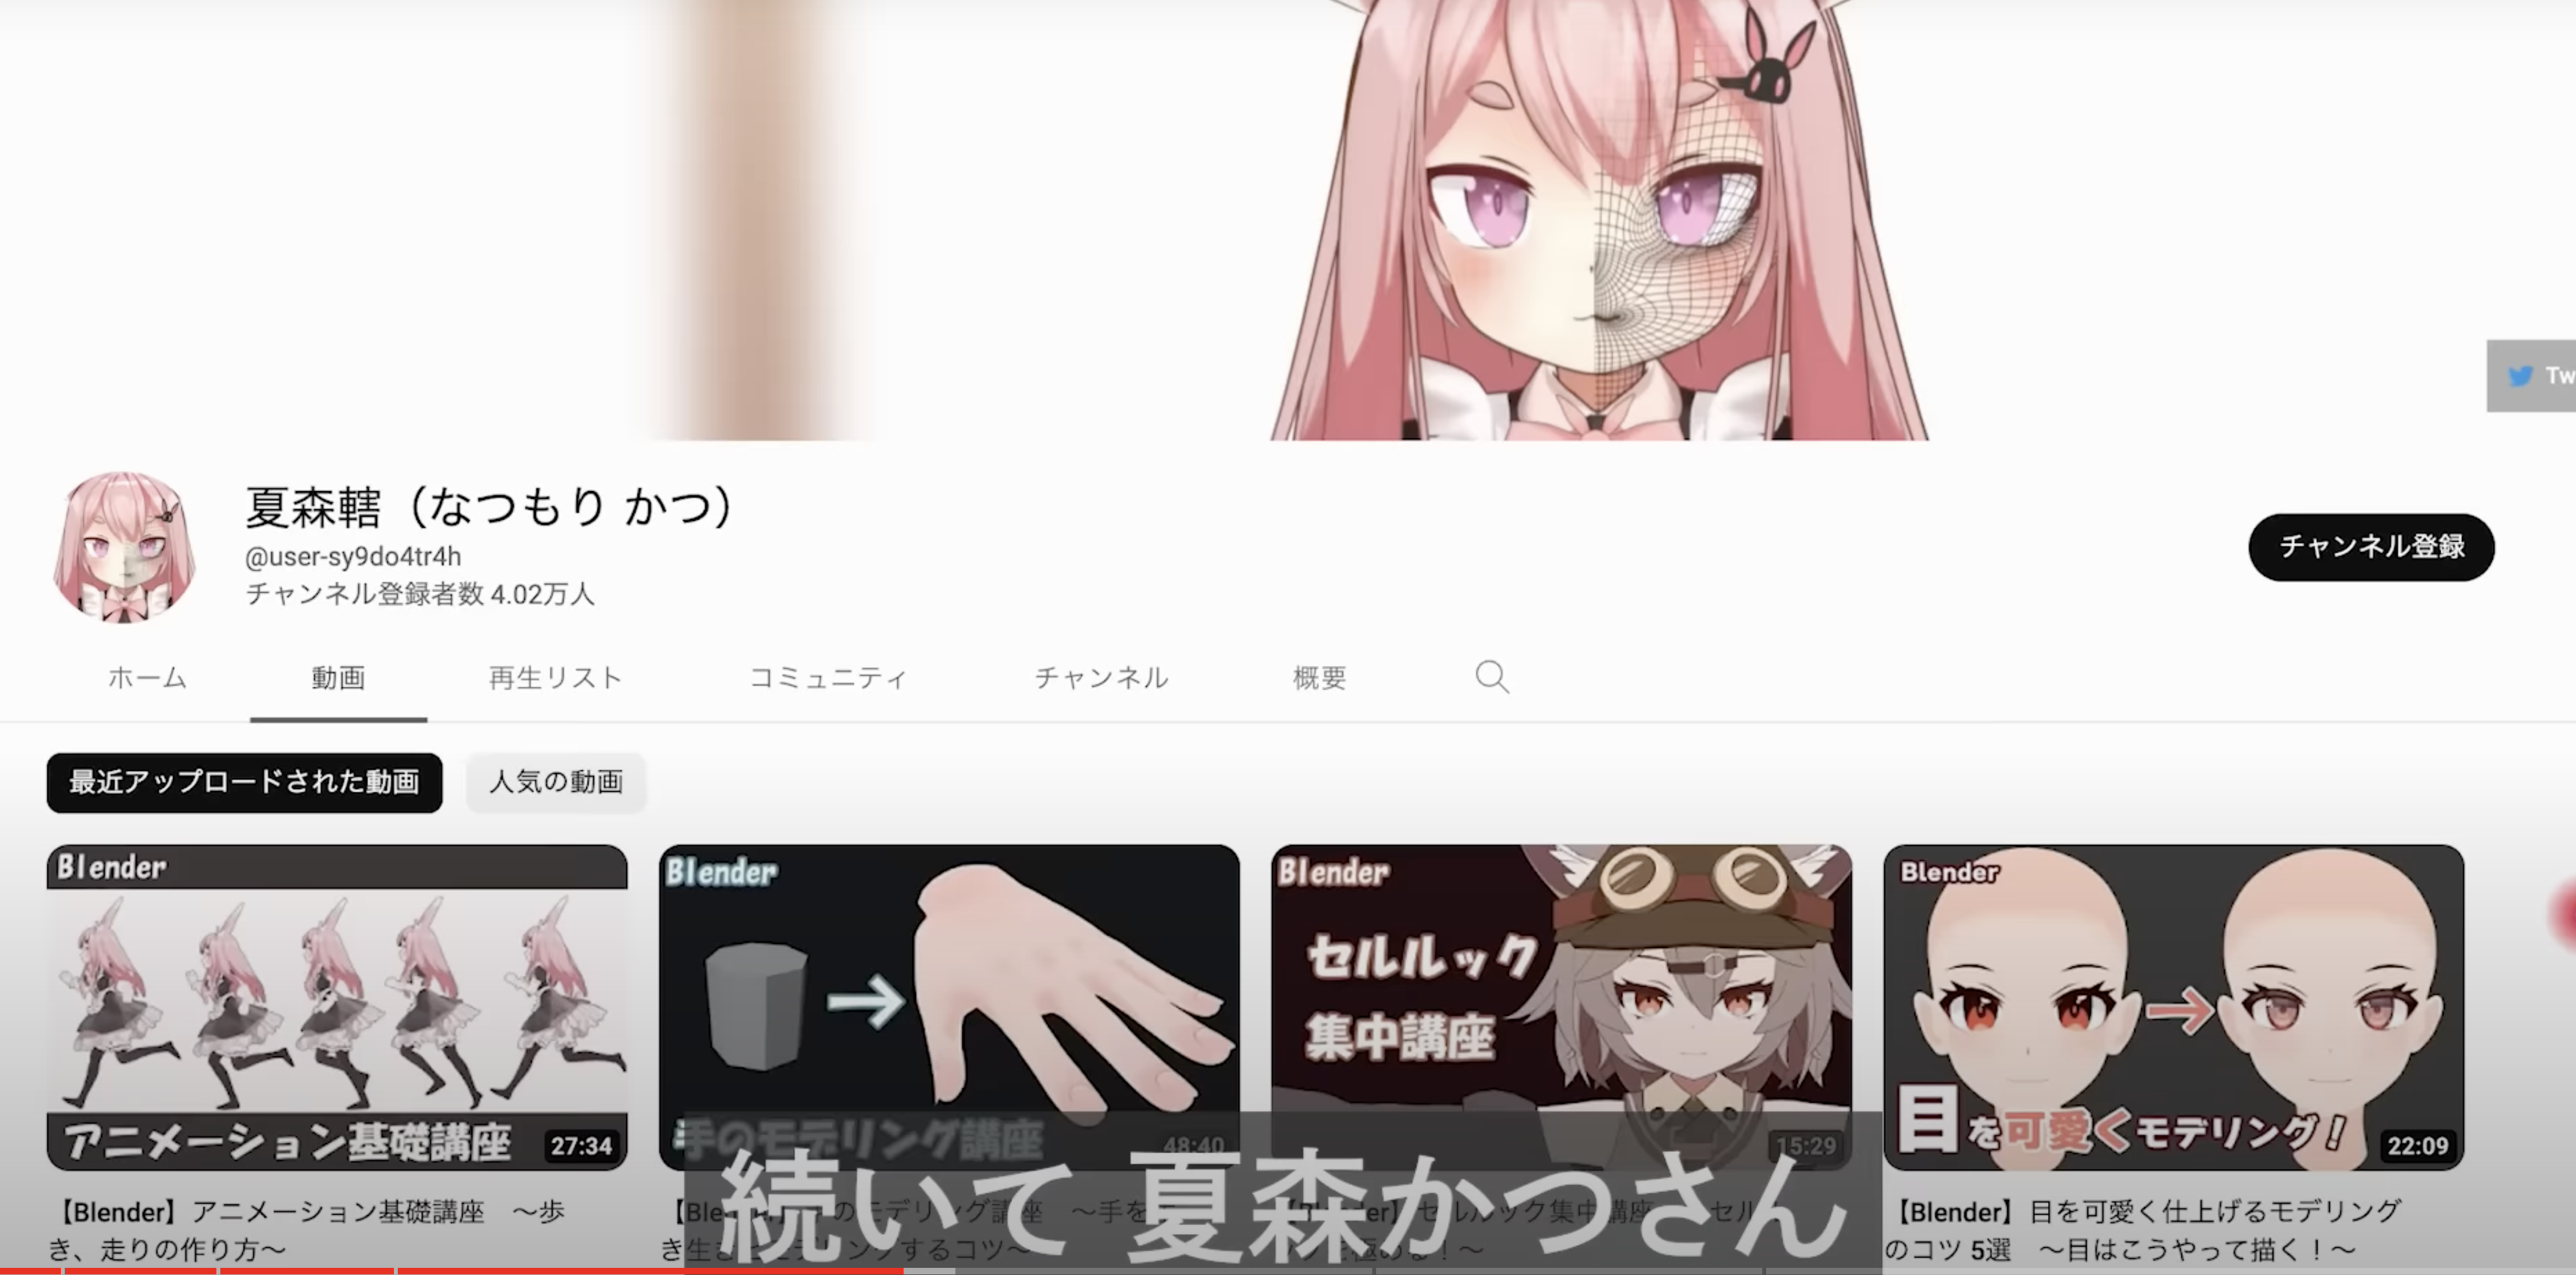 Tw
夏森轄（なつもり かつ）
@user-sy9do4tr4h
チャンネル登録者数 4.02万人
チャンネル登録
ホーム 動画 再生リスト コミュニティ チャンネル 概要
最近アップロードされた動画 人気の動画
Blender
アニメーション基礎講座
27:34
Blender
手のモデリング講座
48:40
Blender
セルルック
集中講座
15:29
Blender
目を可愛くモデリング！
22:09
【Blender】アニメーション基礎講座 〜歩
き、走りの作り方〜
のモデリング講座 〜手を
するコツ〜
セルルック集中講座 セル
【Blender】目を可愛く仕上げるモデリング
のコツ 5選 〜目はこうやって描く！〜
続いて 夏森かつさん